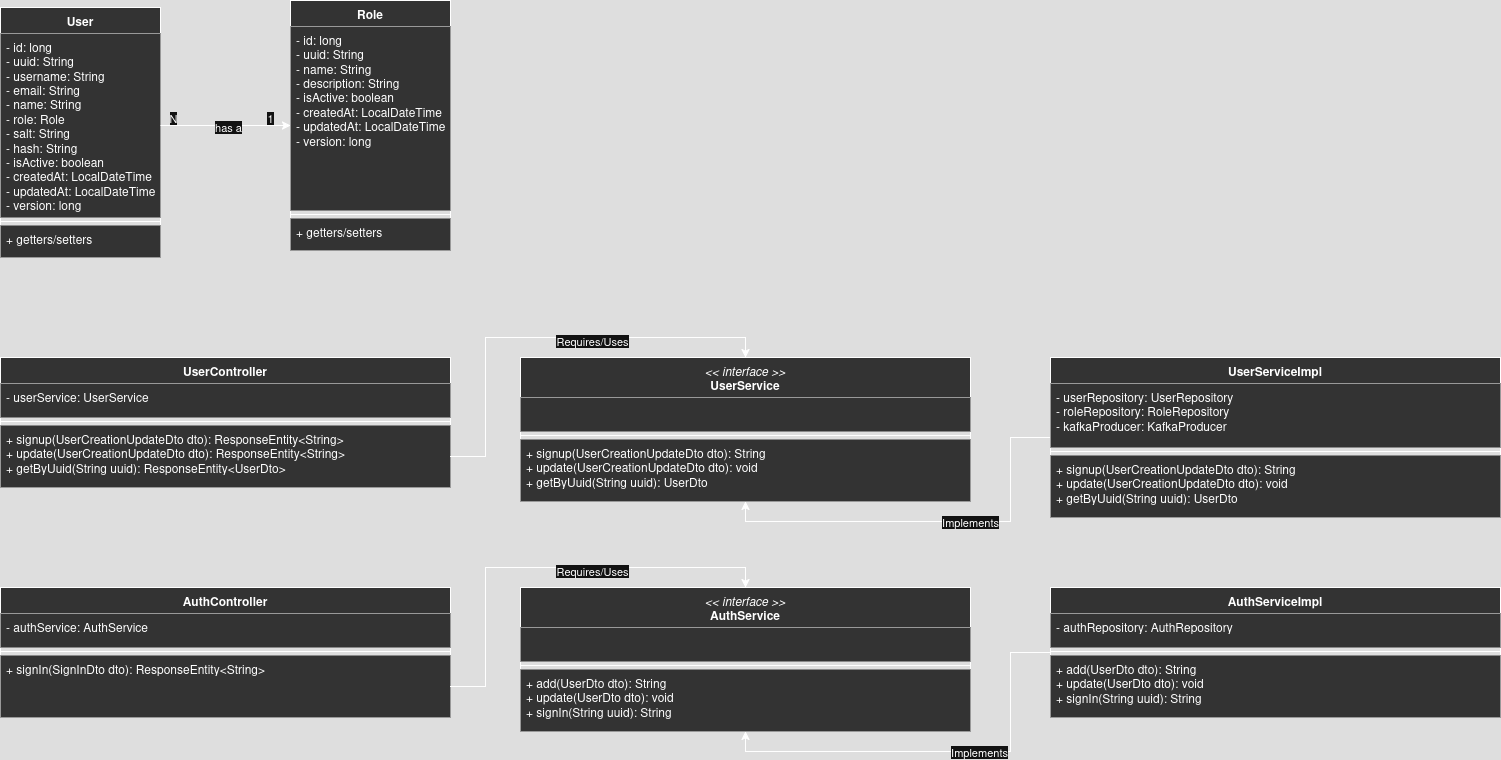 User
- id: long
- uuid: String
- username: String
- email: String
- name: String
- role: Role
- salt: String
- hash: String
- isActive: boolean
- createdAt: LocalDateTime
- updatedAt: LocalDateTime
- version: long
+ getters/setters
N
has a
1
Role
- id: long
- uuid: String
- name: String
- description: String
- isActive: boolean
- createdAt: LocalDateTime
- updatedAt: LocalDateTime
- version: long
+ getters/setters
UserController
- userService: UserService
+ signup(UserCreationUpdateDto dto): ResponseEntity<String>
+ update(UserCreationUpdateDto dto): ResponseEntity<String>
+ getByUuid(String uuid): ResponseEntity<UserDto>
Requires/Uses
<< interface >>
UserService
+ signup(UserCreationUpdateDto dto): String
+ update(UserCreationUpdateDto dto): void
+ getByUuid(String uuid): UserDto
Implements
UserServiceImpl
- userRepository: UserRepository
- roleRepository: RoleRepository
- kafkaProducer: KafkaProducer
+ signup(UserCreationUpdateDto dto): String
+ update(UserCreationUpdateDto dto): void
+ getByUuid(String uuid): UserDto
AuthController
- authService: AuthService
+ signIn(SignInDto dto): ResponseEntity<String>
Requires/Uses
<< interface >>
AuthService
+ add(UserDto dto): String
+ update(UserDto dto): void
+ signIn(String uuid): String
Implements
AuthServiceImpl
- authRepository: AuthRepository
+ add(UserDto dto): String
+ update(UserDto dto): void
+ signIn(String uuid): String